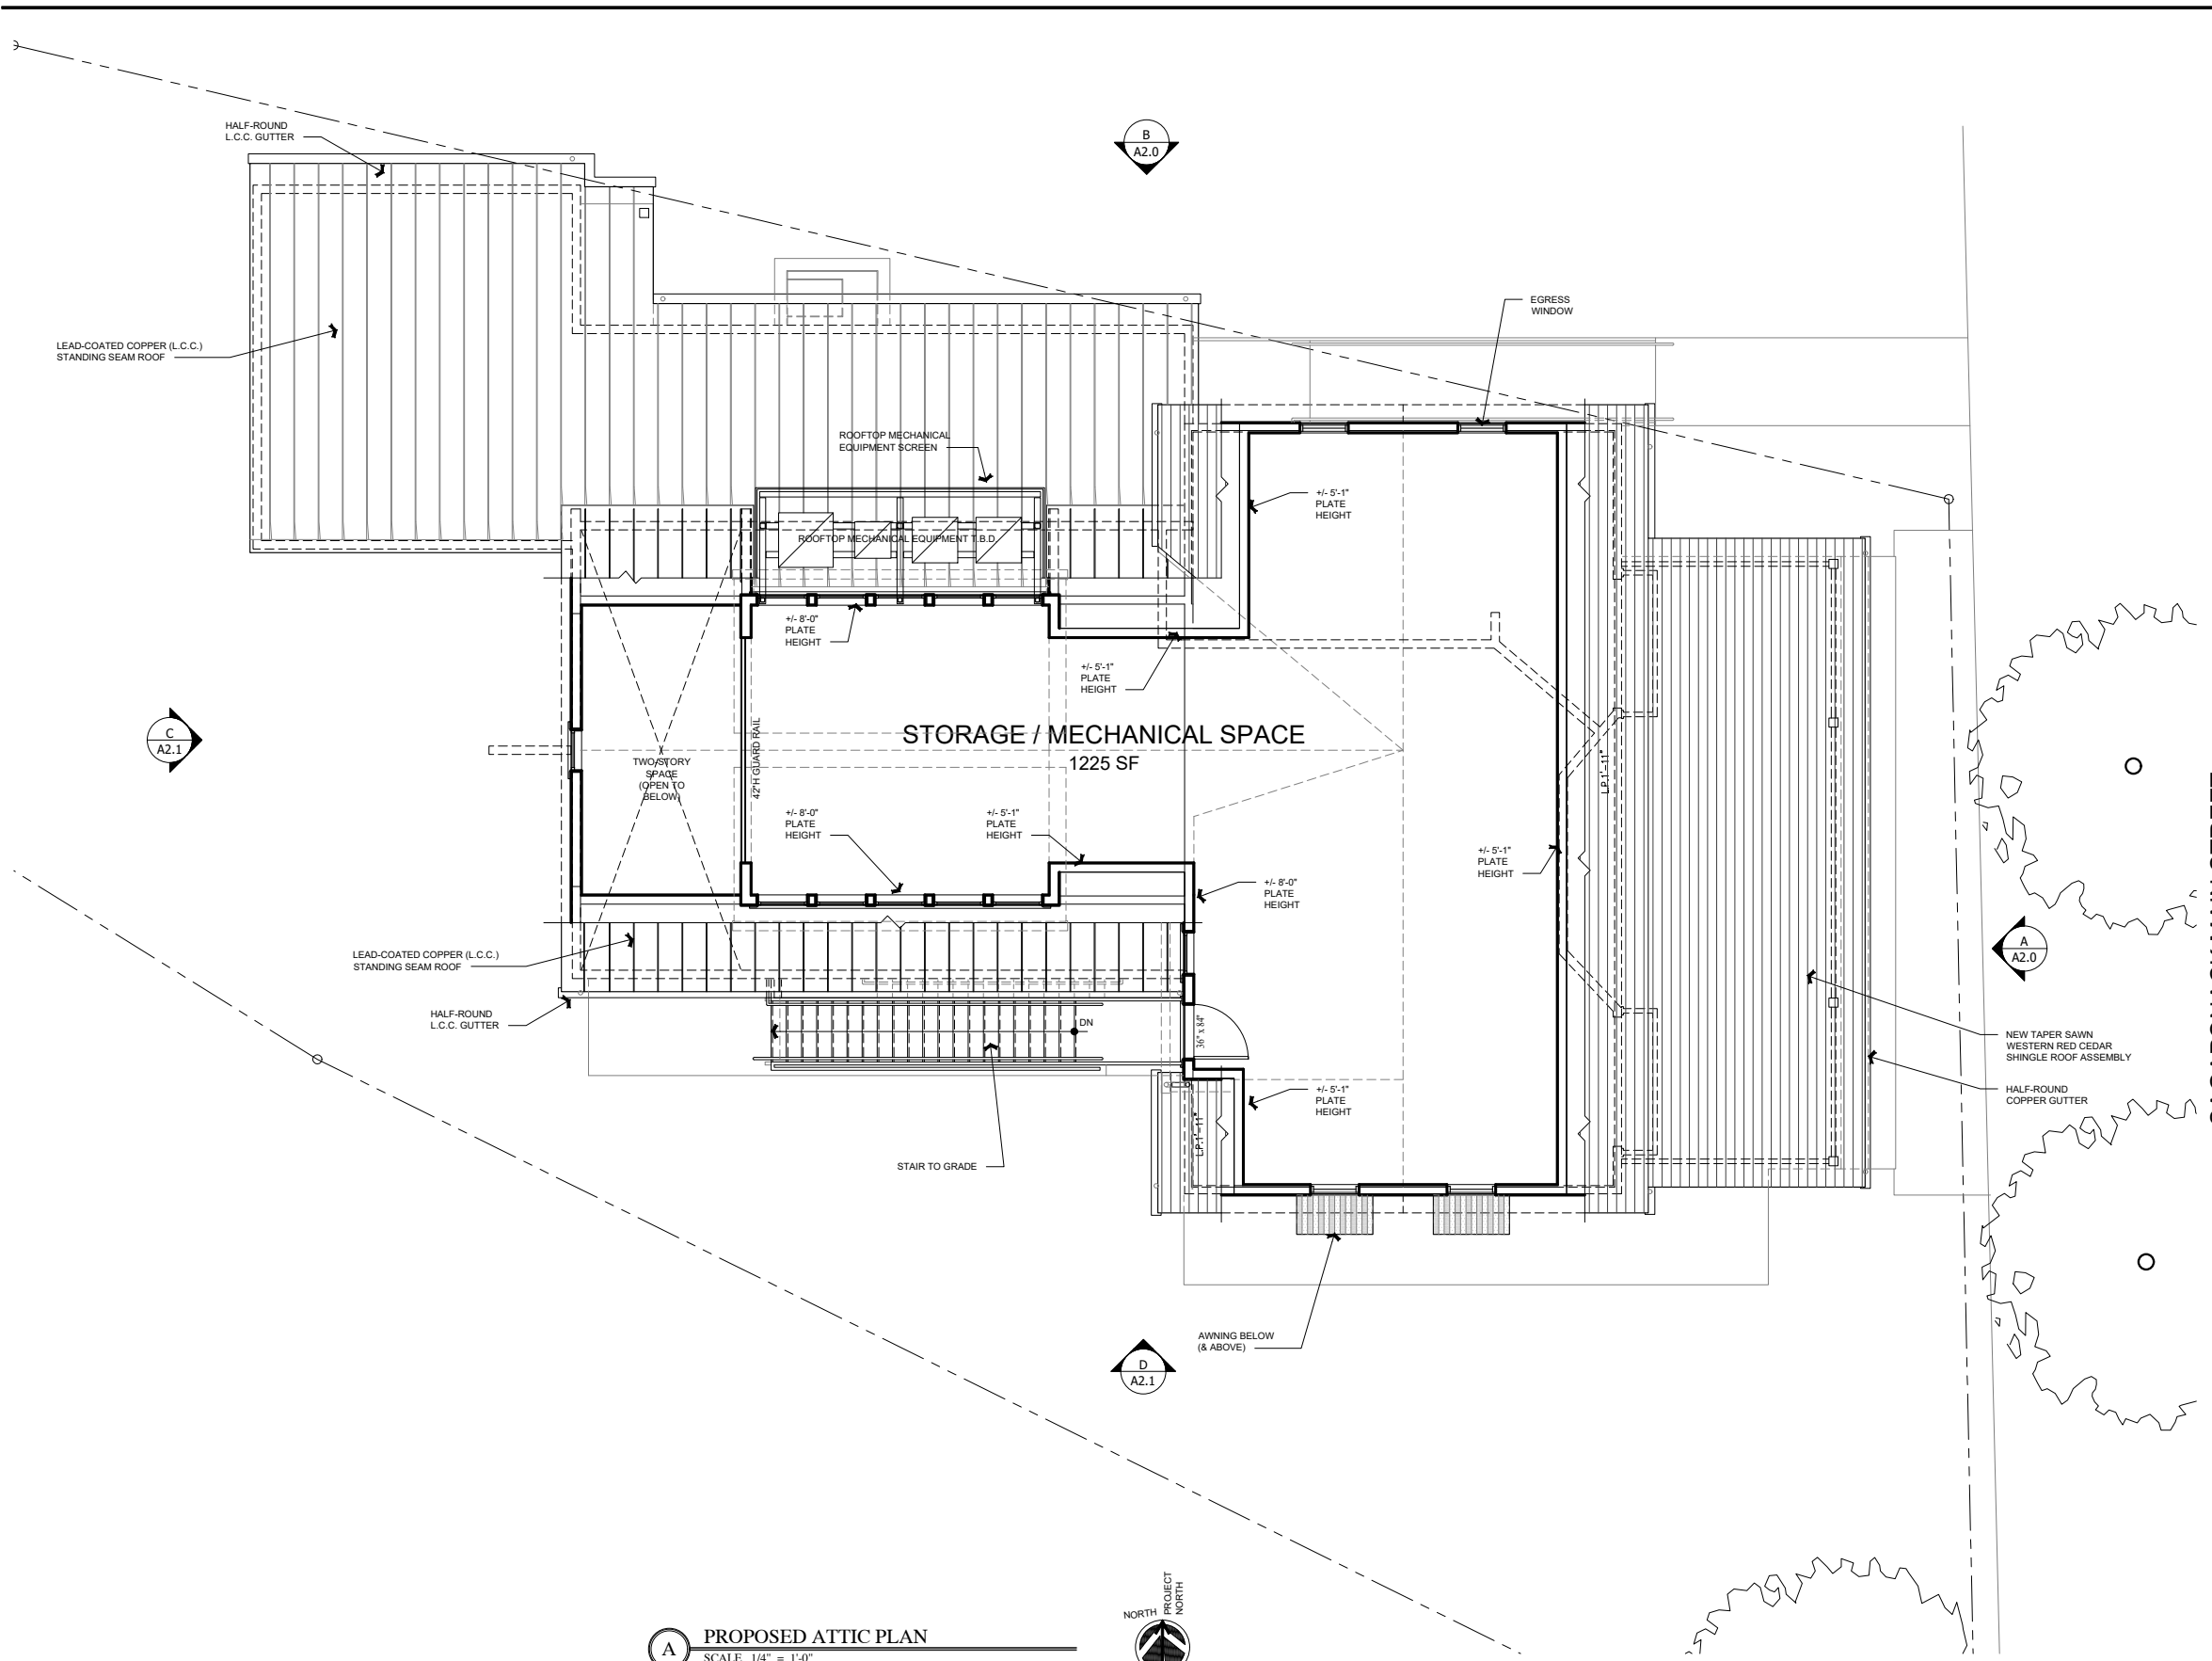 HALF-ROUND
L.C.C. GUTTER
B
A2.0
EGRESS
WINDOW
LEAD-COATED COPPER (L.C.C.)
STANDING SEAM ROOF
ROOFTOP MECHANICAL
EQUIPMENT SCREEN
+/- 5'-1"
PLATE
HEIGHT
ROOFTOP MECHANICAL EQUIPMENT T.B.D.
+/- 8'-0"
PLATE
HEIGHT
+/- 5'-1"
PLATE
HEIGHT
C
A2.1
STORAGE / MECHANICAL SPACE
1225 SF
42"H GUARD RAIL
TWO-STORY
SPACE
(OPEN TO
BELOW)
L.P. 1'-11"
+/- 8'-0"
PLATE
HEIGHT
+/- 5'-1"
PLATE
HEIGHT
+/- 5'-1"
PLATE
HEIGHT
+/- 8'-0"
PLATE
HEIGHT
A
A2.0
LEAD-COATED COPPER (L.C.C.)
STANDING SEAM ROOF
HALF-ROUND
L.C.C. GUTTER
DN
36" x 84"
NEW TAPER SAWN
WESTERN RED CEDAR
SHINGLE ROOF ASSEMBLY
HALF-ROUND
COPPER GUTTER
+/- 5'-1"
PLATE
HEIGHT
L.P. 1'-11"
STAIR TO GRADE
AWNING BELOW
(& ABOVE)
D
A2.1
NORTH
PROJECT
NORTH
A
PROPOSED ATTIC PLAN
SCALE 1/4" = 1'-0"